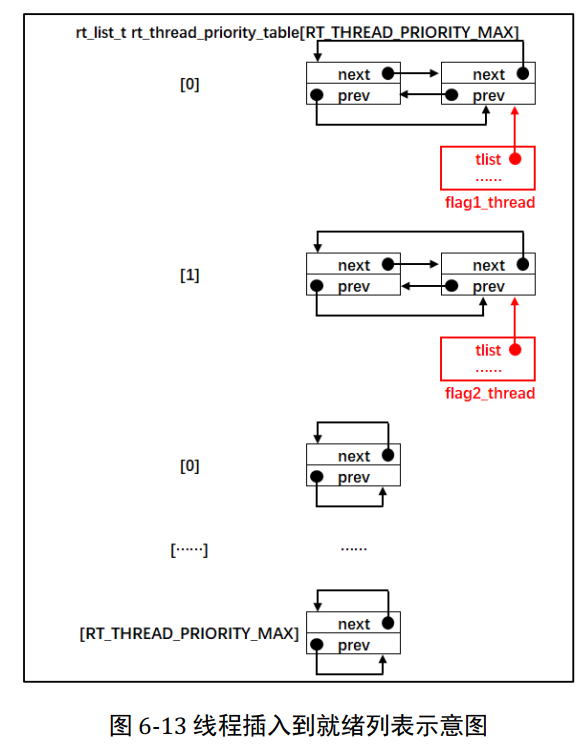 rt_list_t rt_thread_priority_table[RT_THREAD_PRIORITY_MAX]
[0]
next
next
prev
prev
tlist
……
flag1_thread
[1]
next
next
prev
prev
tlist
……
flag2_thread
[0]
next
prev
[……]
……
[RT_THREAD_PRIORITY_MAX]
next
prev
图 6-13 线程插入到就绪列表示意图